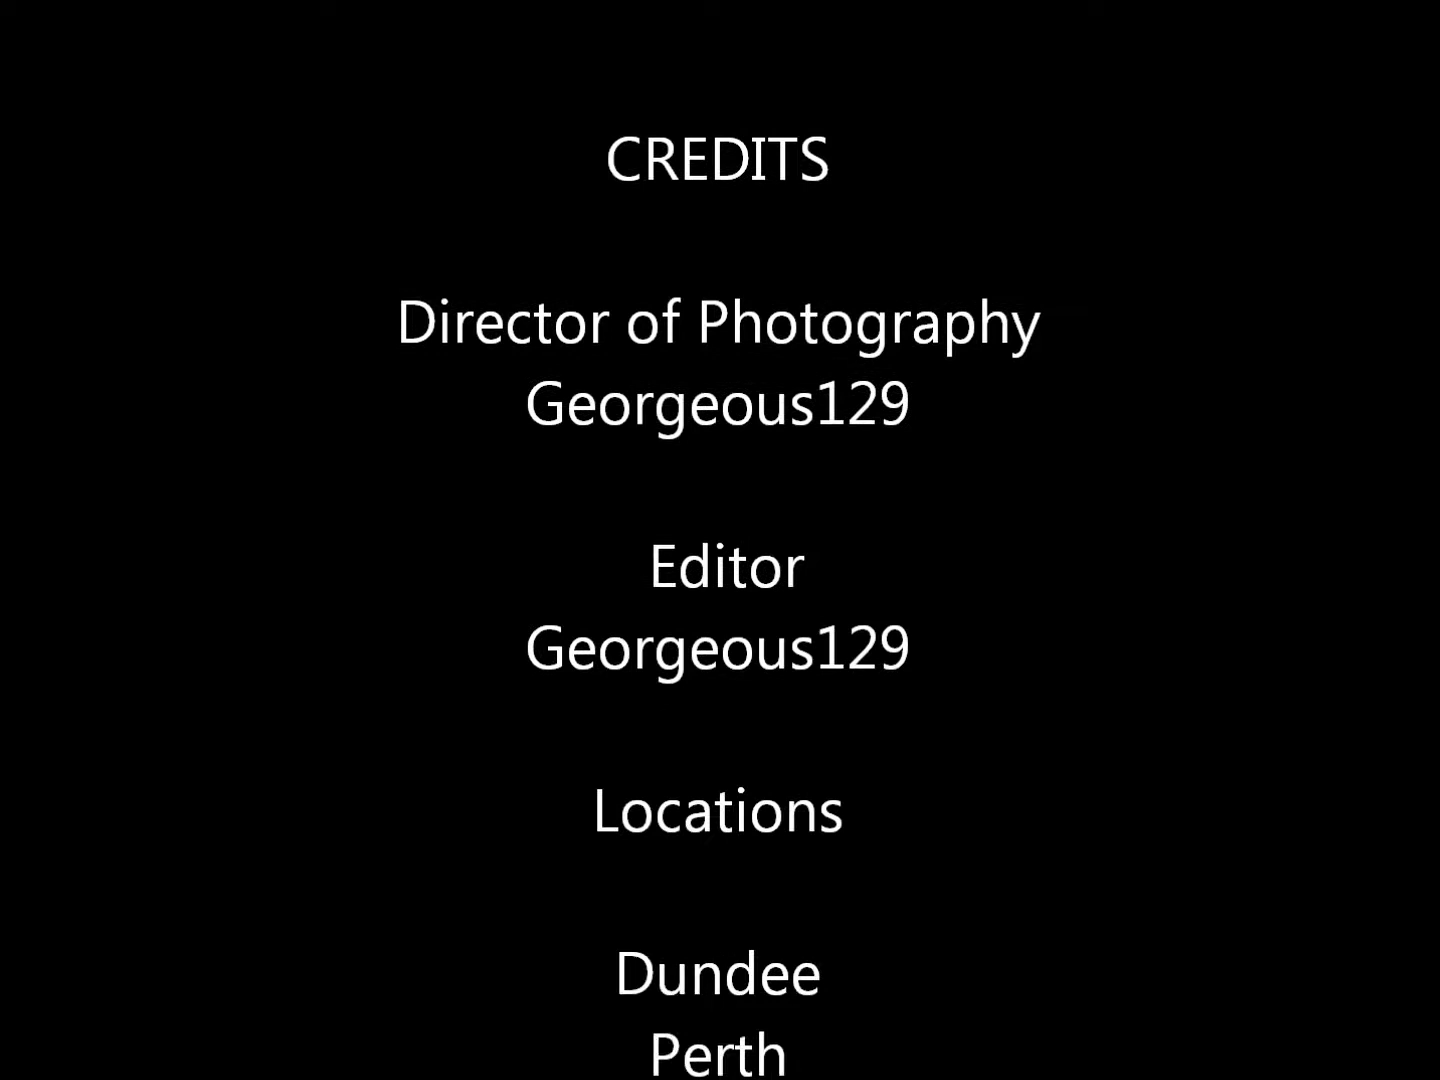 CREDITS
Director of Photography
Georgeous129
Editor
Georgeous129
Locations
Dundee
Perth